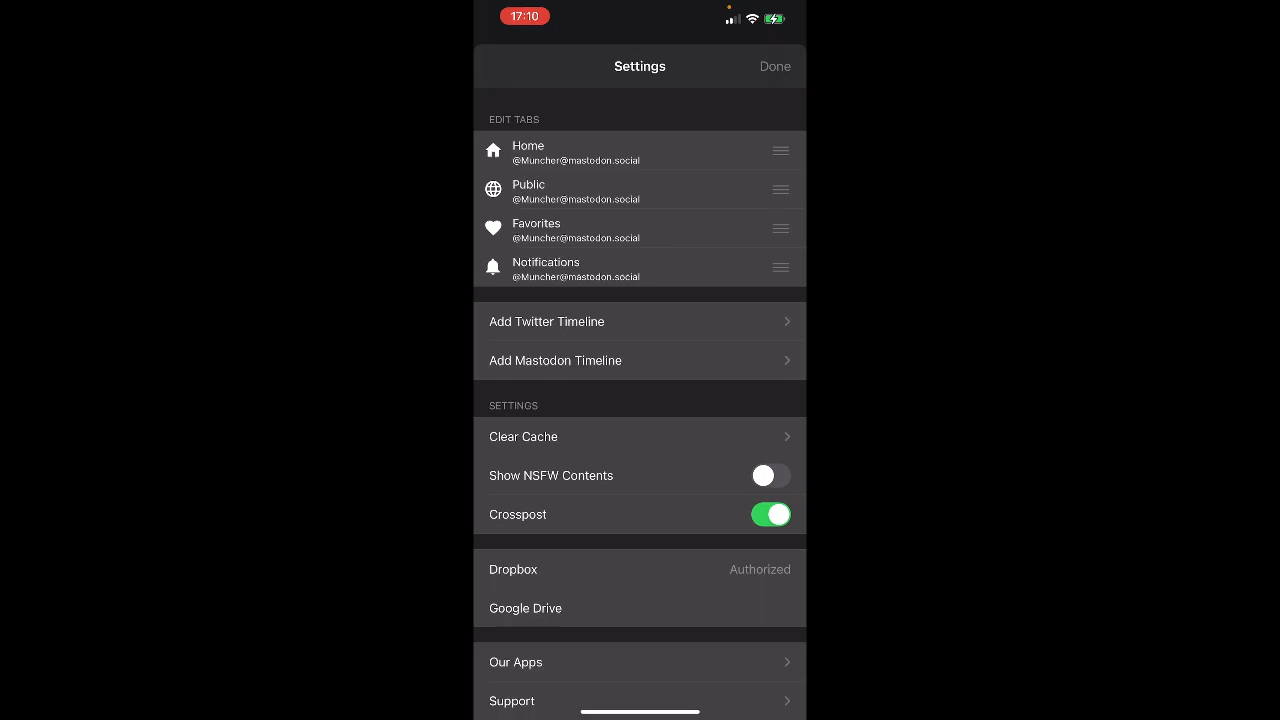 17:10
Settings
Done
EDIT TABS
Home
@Muncher@mastodon.social
Public
@Muncher@mastodon.social
Favorites
@Muncher@mastodon.social
Notifications
@Muncher@mastodon.social
Add Twitter Timeline
Add Mastodon Timeline
SETTINGS
Clear Cache
Show NSFW Contents
Crosspost
Dropbox Authorized
Google Drive
Our Apps
Support